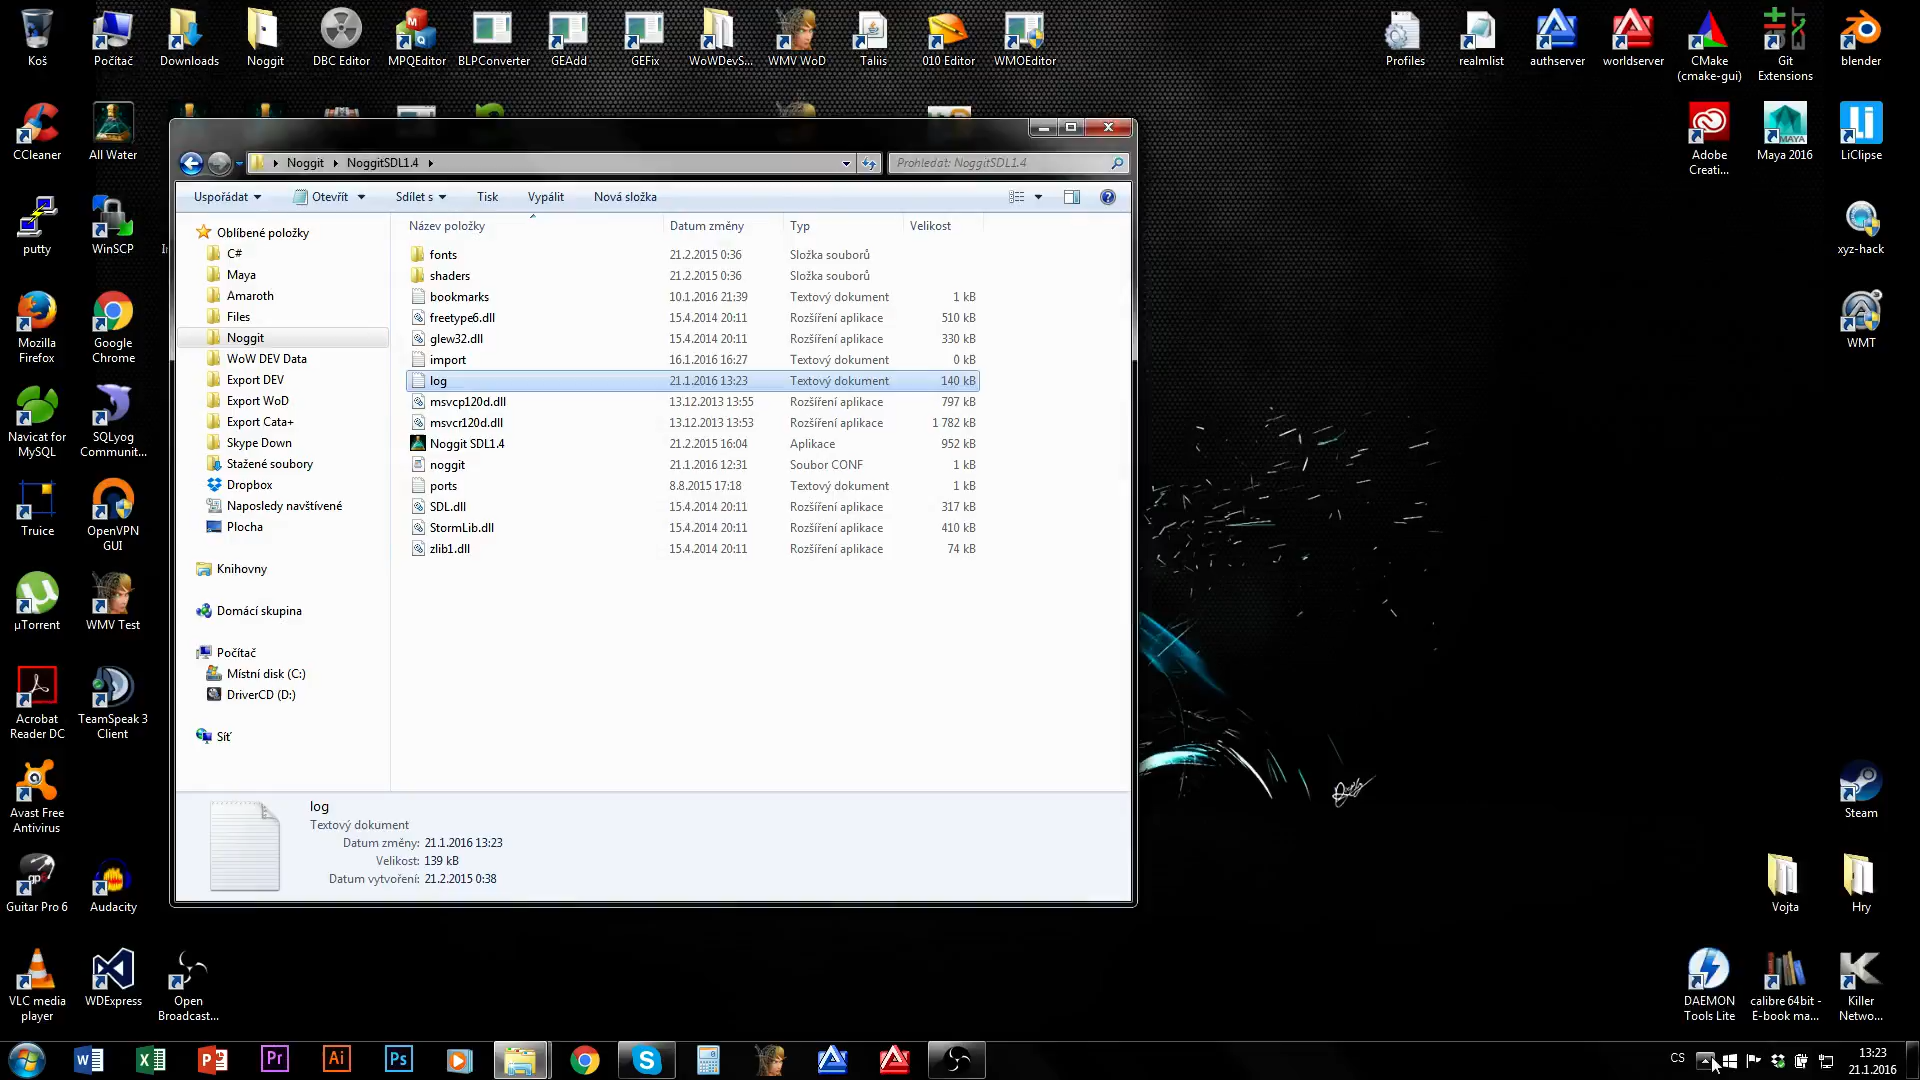 Koš
Počítač
Downloads
Noggit
DBC Editor
MPQEditor
BLPConverter
GEAdd
GEFix
WoWDevS...
WMV WoD
Taliis
010 Editor
WMOEditor
Profiles
realmlist
authserver
worldserver
CMake
(cmake-gui)
Git
Extensions
blender
CCleaner
All Water
Adobe
Creati...
Maya 2016
LiClipse
putty
WinSCP
xyz-hack
Mozilla
Firefox
Google
Chrome
WMT
Navicat for
MySQL
SQLyog
Communit...
Truice
OpenVPN
GUI
µTorrent
WMV Test
Acrobat
Reader DC
TeamSpeak 3
Client
Avast Free
Antivirus
Steam
Guitar Pro 6
Audacity
Vojta
Hry
VLC media
player
WDExpress
Open
Broadcast...
DAEMON
Tools Lite
calibre 64bit -
E-book ma...
Killer
Netwo...
Noggit NoggitSDL1.4
Prohledat: NoggitSDL1.4
Uspořádat Otevřít Sdílet s Tisk Vypálit Nová složka
Oblíbené položky
C#
Maya
Amaroth
Files
Noggit
WoW DEV Data
Export DEV
Export WoD
Export Cata+
Skype Down
Stažené soubory
Dropbox
Naposledy navštívené
Plocha
Knihovny
Domácí skupina
Počítač
Místní disk (C:)
DriverCD (D:)
Síť
Název položky Datum změny Typ Velikost
fonts 21.2.2015 0:36 Složka souborů
shaders 21.2.2015 0:36 Složka souborů
bookmarks 10.1.2016 21:39 Textový dokument 1 kB
freetype6.dll 15.4.2014 20:11 Rozšíření aplikace 510 kB
glew32.dll 15.4.2014 20:11 Rozšíření aplikace 330 kB
import 16.1.2016 16:27 Textový dokument 0 kB
log 21.1.2016 13:23 Textový dokument 140 kB
msvcp120d.dll 13.12.2013 13:55 Rozšíření aplikace 797 kB
msvcr120d.dll 13.12.2013 13:53 Rozšíření aplikace 1 782 kB
Noggit SDL1.4 21.2.2015 16:04 Aplikace 952 kB
noggit 21.1.2016 12:31 Soubor CONF 1 kB
ports 8.8.2015 17:18 Textový dokument 1 kB
SDL.dll 15.4.2014 20:11 Rozšíření aplikace 317 kB
StormLib.dll 15.4.2014 20:11 Rozšíření aplikace 410 kB
zlib1.dll 15.4.2014 20:11 Rozšíření aplikace 74 kB
log
Textový dokument
Datum změny: 21.1.2016 13:23
Velikost: 139 kB
Datum vytvoření: 21.2.2015 0:38
Pr
Ai
Ps
CS
13:23
21.1.2016